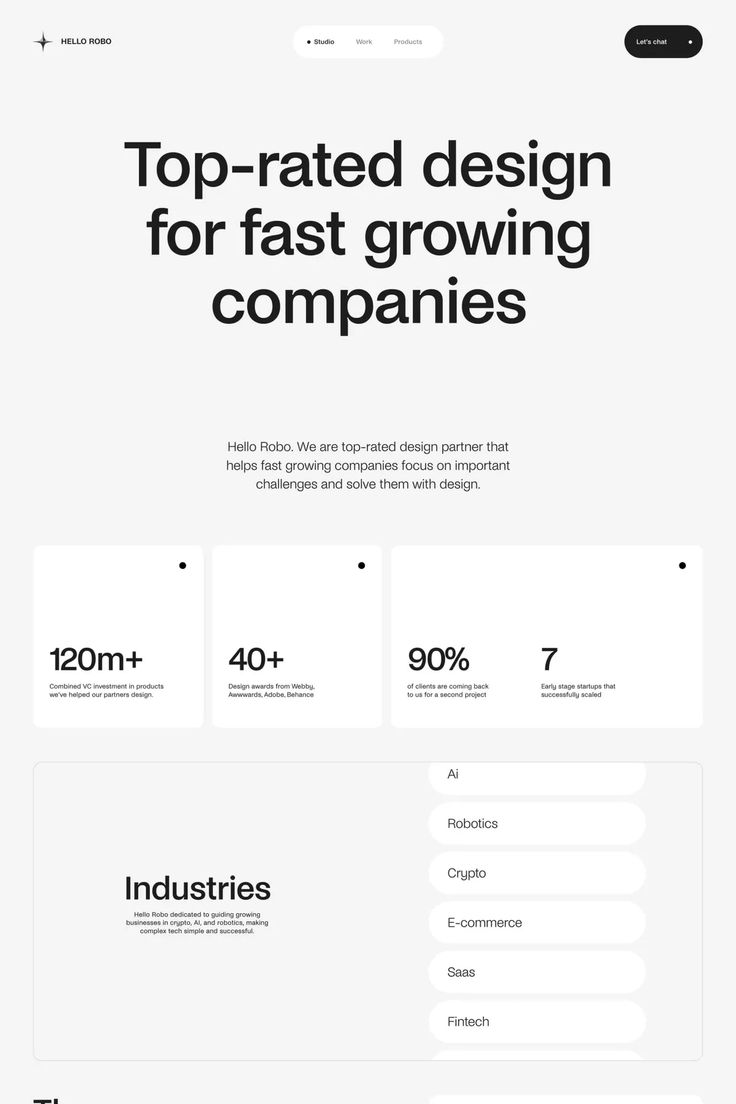 HELLO ROBO
Studio
Work
Products
Let's chat
Top-rated design
for fast growing
companies
Hello Robo. We are top-rated design partner that
helps fast growing companies focus on important
challenges and solve them with design.
120m+
Combined VC investment in products
we've helped our partners design.
40+
Design awards from Webby,
Awwwards, Adobe, Behance
90%
of clients are coming back
to us for a second project
7
Early stage startups that
successfully scaled
Industries
Hello Robo dedicated to guiding growing
businesses in crypto, AI, and robotics, making
complex tech simple and successful.
Ai
Robotics
Crypto
E-commerce
Saas
Fintech